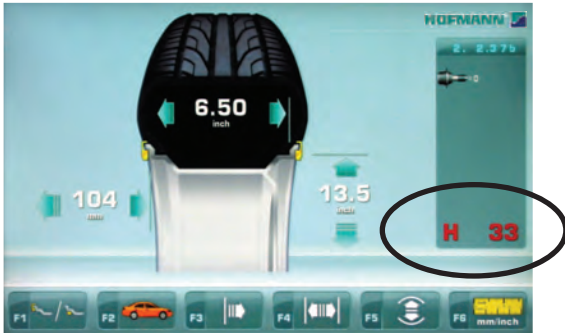 HOFMANN
2. 2.375
6.50
inch
104
mm
13.5
inch
H 33
F1
F2
F3
F4
F5
F6
mm/inch